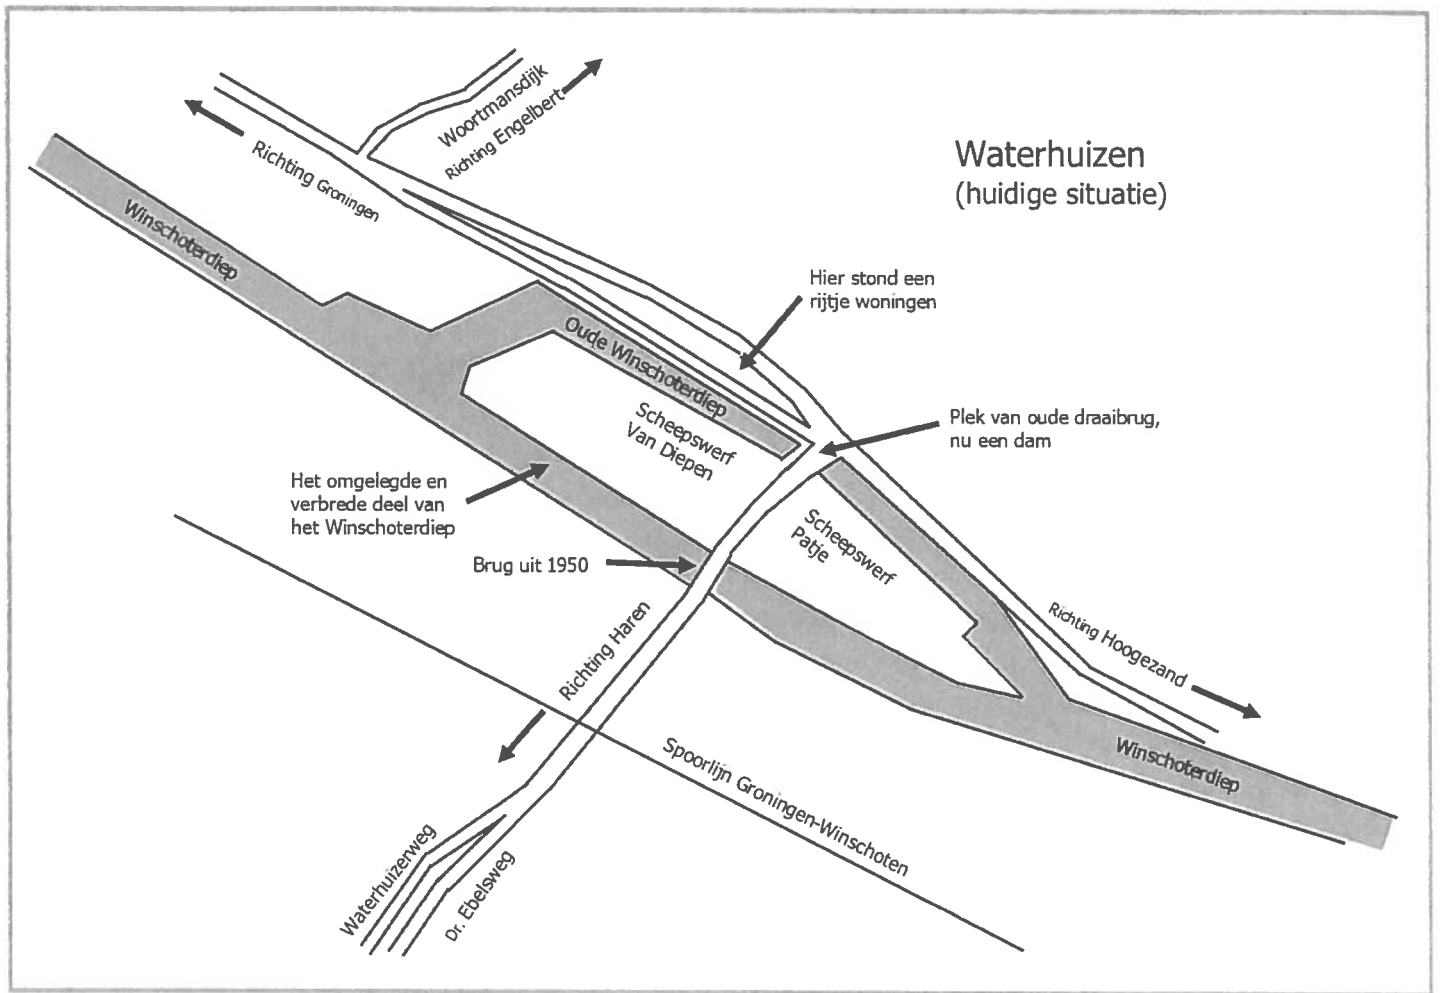 Woortmansdijk
Richting Engelbert
Richting Groningen
Waterhuizen
(huidige situatie)
Winschoterdiep
Hier stond een
rijtje woningen
Oude Winschoterdiep
Scheepswerf
Van Diepen
Plek van oude draaibrug,
nu een dam
Het omgelegde en
verbrede deel van
het Winschoterdiep
Scheepswerf
Patje
Brug uit 1950
Richting Haren
Richting Hoogezand
Spoorlijn Groningen-Winschoten
Winschoterdiep
Waterhuizerweg
Dr. Ebelsweg